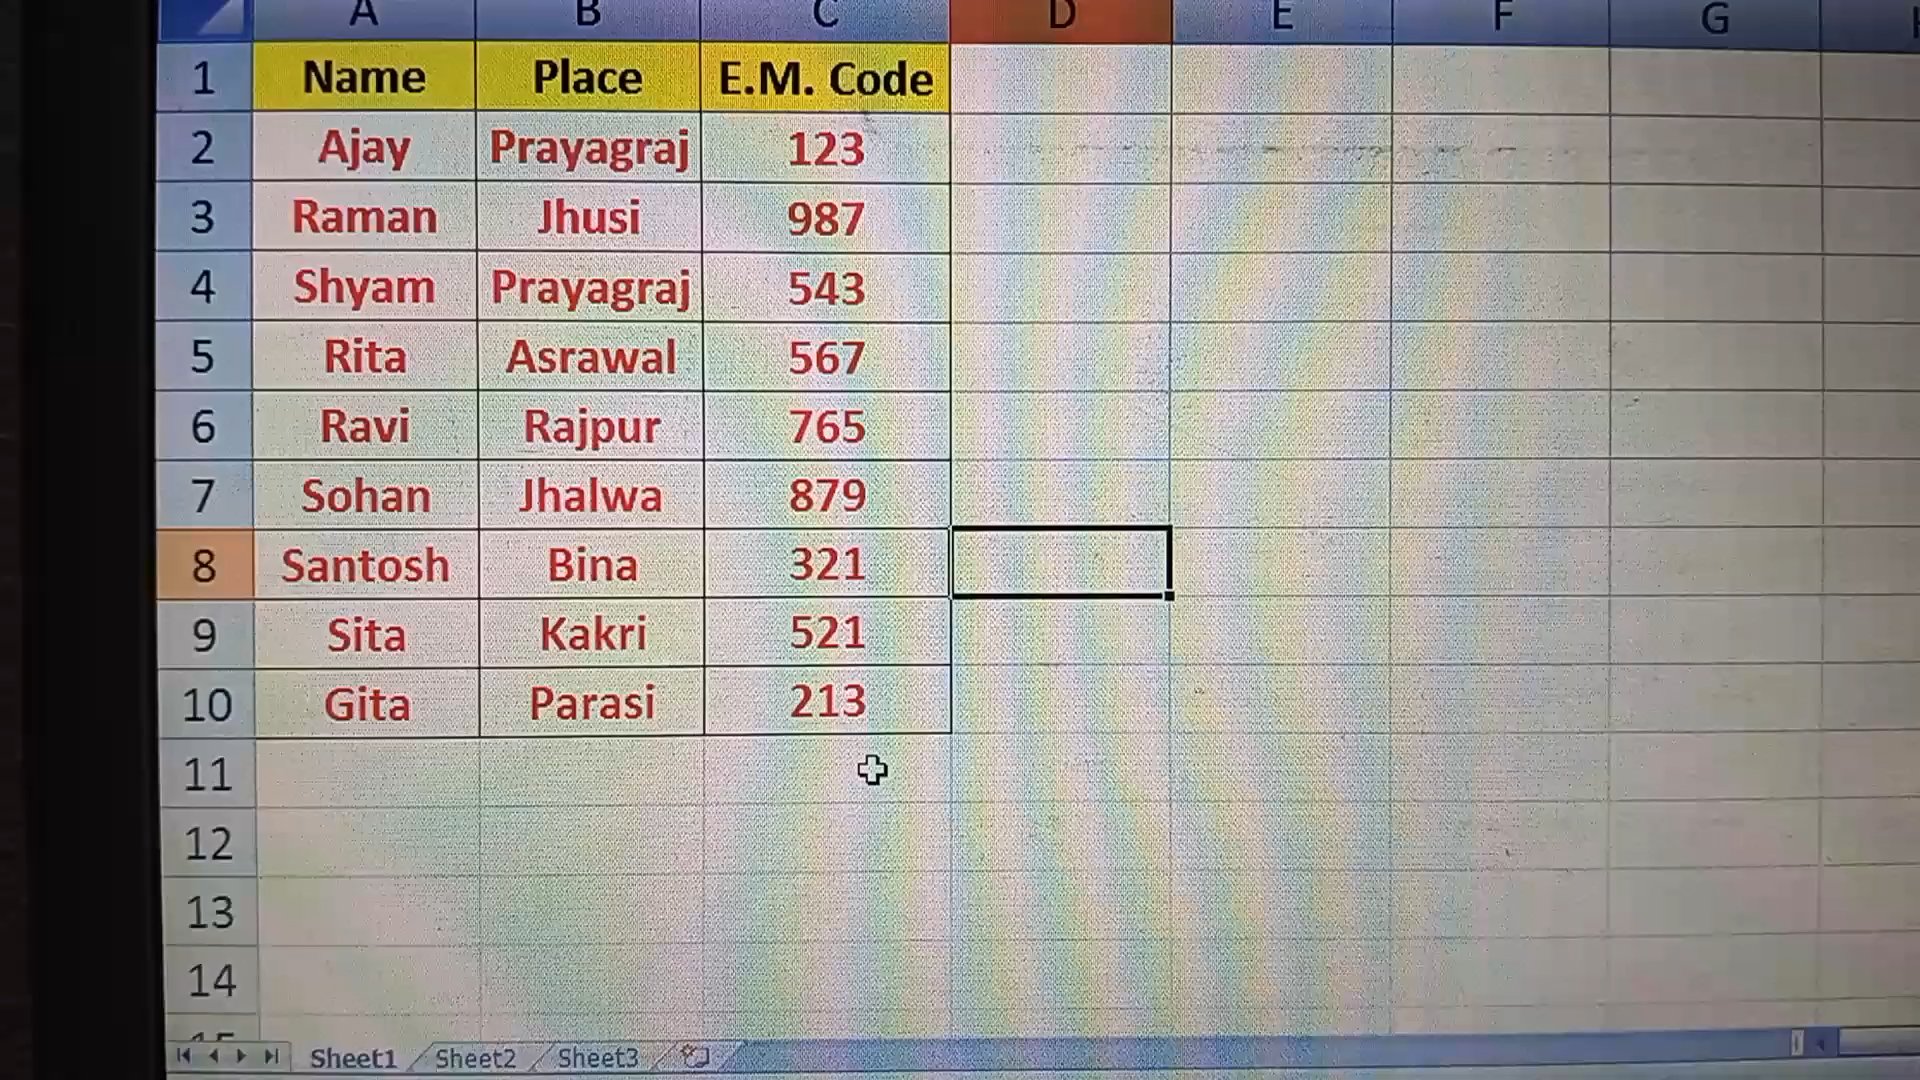 A B C D E F G
1 Name Place E.M. Code
2 Ajay Prayagraj 123
3 Raman Jhusi 987
4 Shyam Prayagraj 543
5 Rita Asrawal 567
6 Ravi Rajpur 765
7 Sohan Jhalwa 879
8 Santosh Bina 321
9 Sita Kakri 521
10 Gita Parasi 213
11
12
13
14
15
Sheet1 Sheet2 Sheet3